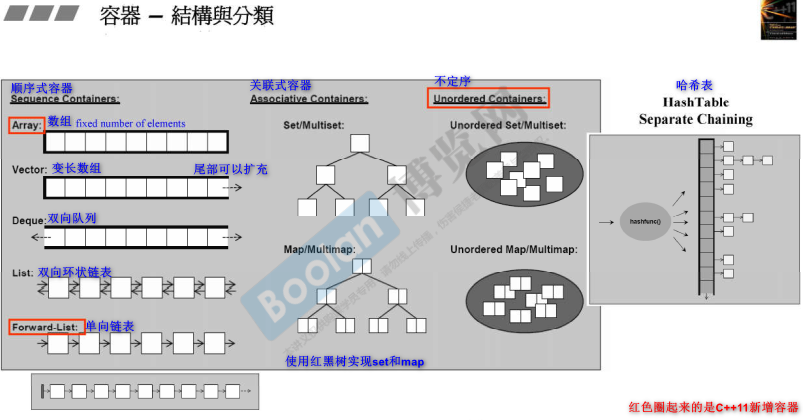 容器 – 結構與分類
C++11
顺序式容器
Sequence Containers:
关联式容器
Associative Containers:
不定序
Unordered Containers:
哈希表
HashTable
Separate Chaining
Array: 数组 fixed number of elements
Set/Multiset:
Unordered Set/Multiset:
Vector: 变长数组 尾部可以扩充
Deque: 双向队列
hashfunc()
Map/Multimap:
Unordered Map/Multimap:
List: 双向环状链表
Forward-List: 单向链表
使用红黑树实现set和map
Boolan 博览网
红色圈起来的是C++11新增容器